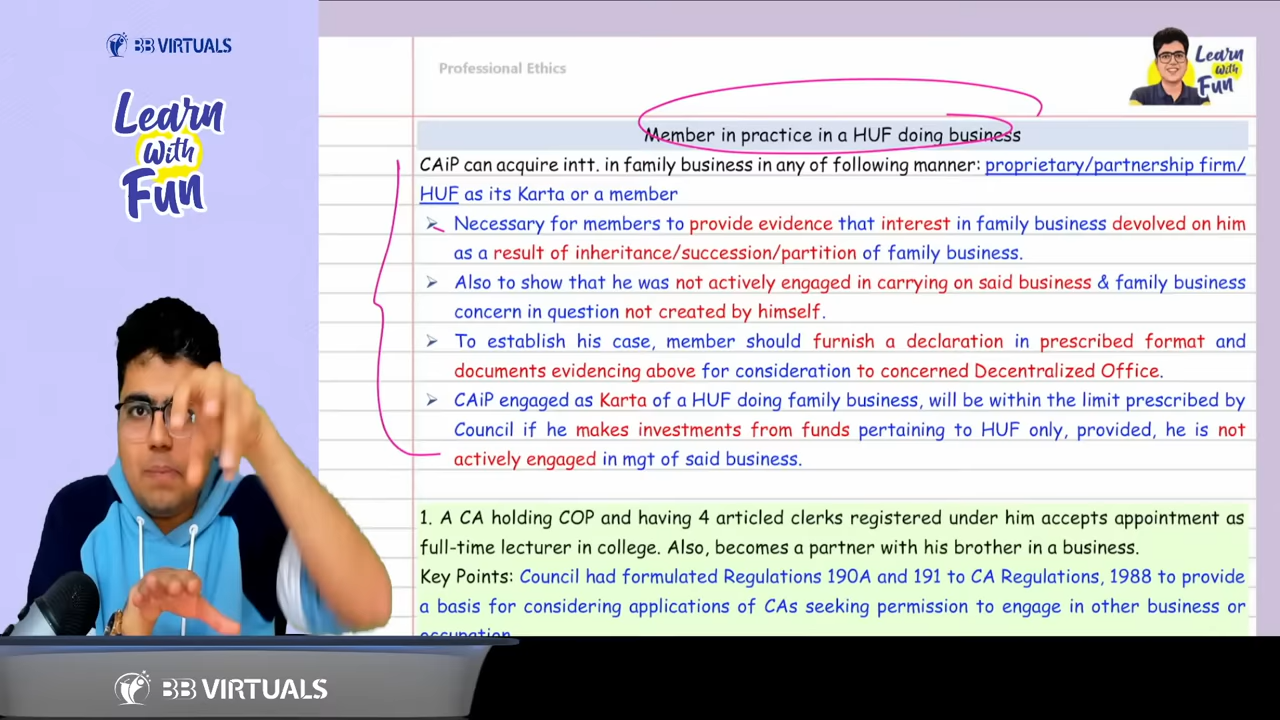 BB VIRTUALS
Learn
With
Fun
Professional Ethics
Learn
With
Fun
Member in practice in a HUF doing business
CAiP can acquire intt. in family business in any of following manner: proprietary/partnership firm/
HUF as its Karta or a member
➢ Necessary for members to provide evidence that interest in family business devolved on him
as a result of inheritance/succession/partition of family business.
➢ Also to show that he was not actively engaged in carrying on said business & family business
concern in question not created by himself.
➢ To establish his case, member should furnish a declaration in prescribed format and
documents evidencing above for consideration to concerned Decentralized Office.
➢ CAiP engaged as Karta of a HUF doing family business, will be within the limit prescribed by
Council if he makes investments from funds pertaining to HUF only, provided, he is not
actively engaged in mgt of said business.
1. A CA holding COP and having 4 articled clerks registered under him accepts appointment as
full-time lecturer in college. Also, becomes a partner with his brother in a business.
Key Points: Council had formulated Regulations 190A and 191 to CA Regulations, 1988 to provide
a basis for considering applications of CAs seeking permission to engage in other business or
occupation
BB VIRTUALS